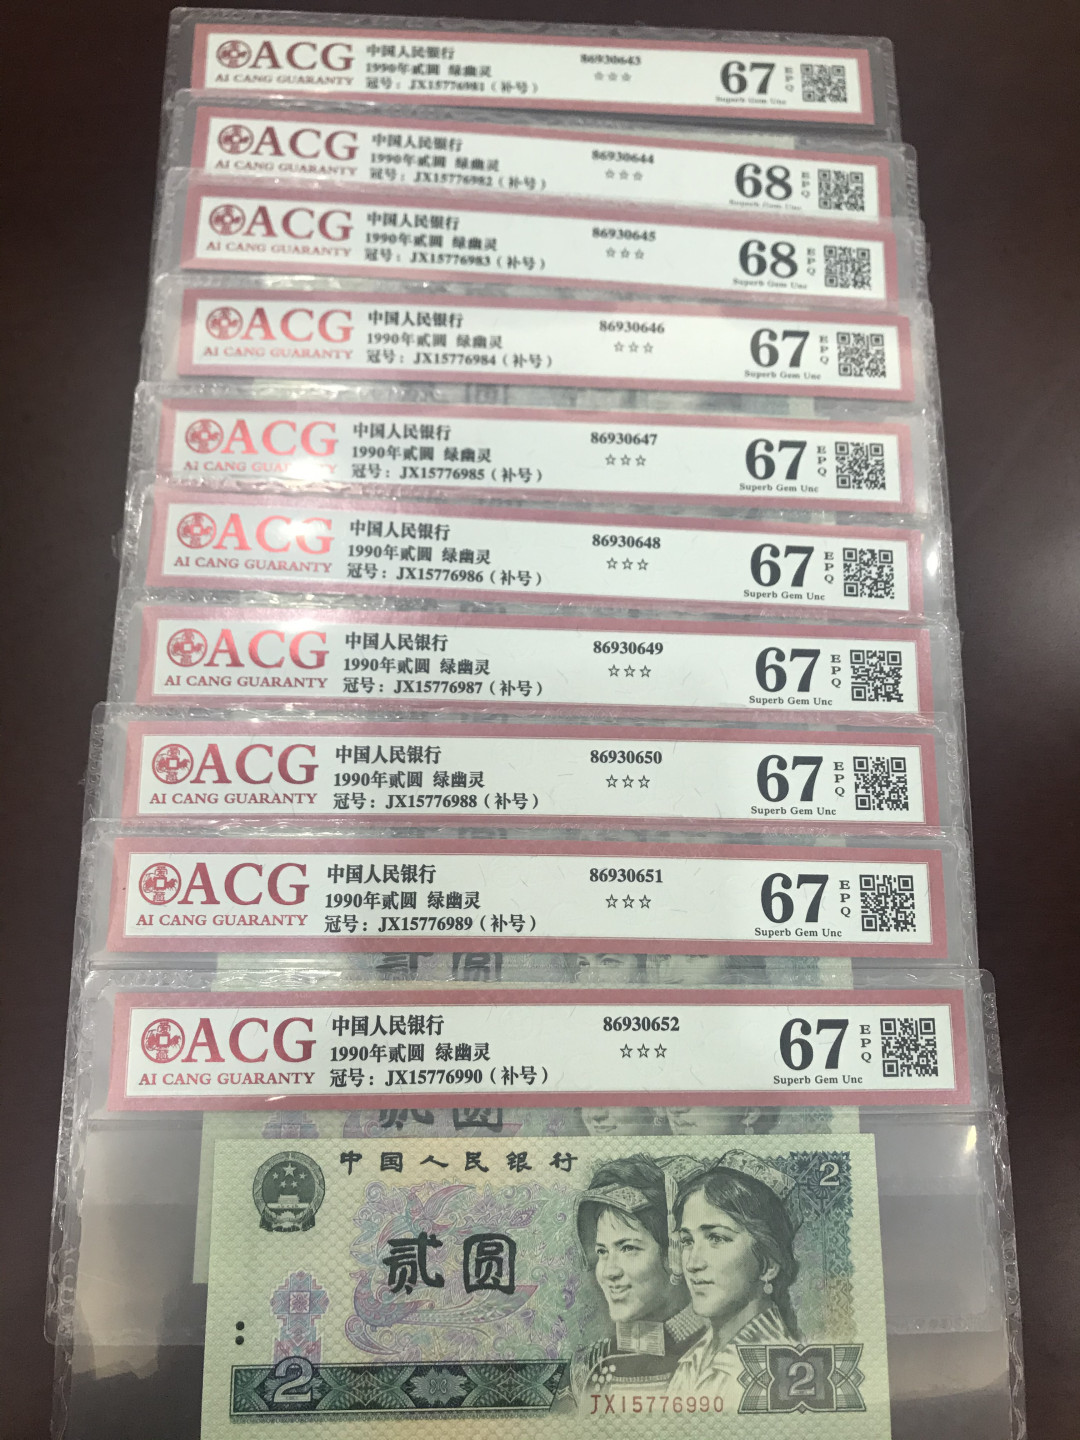 ACG
AI CANG GUARANTY
中国人民银行
1990年贰圆 绿幽灵
冠号：JX15776981（补号）
86930643
☆☆☆
67
EPQ
Superb Gem Unc
ACG
AI CANG GUARANTY
中国人民银行
1990年贰圆 绿幽灵
冠号：JX15776982（补号）
86930644
☆☆☆
68
EPQ
Superb Gem Unc
ACG
AI CANG GUARANTY
中国人民银行
1990年贰圆 绿幽灵
冠号：JX15776983（补号）
86930645
☆☆☆
68
EPQ
Superb Gem Unc
ACG
AI CANG GUARANTY
中国人民银行
1990年贰圆 绿幽灵
冠号：JX15776984（补号）
86930646
☆☆☆
67
EPQ
Superb Gem Unc
ACG
AI CANG GUARANTY
中国人民银行
1990年贰圆 绿幽灵
冠号：JX15776985（补号）
86930647
☆☆☆
67
EPQ
Superb Gem Unc
ACG
AI CANG GUARANTY
中国人民银行
1990年贰圆 绿幽灵
冠号：JX15776986（补号）
86930648
☆☆☆
67
EPQ
Superb Gem Unc
ACG
AI CANG GUARANTY
中国人民银行
1990年贰圆 绿幽灵
冠号：JX15776987（补号）
86930649
☆☆☆
67
EPQ
Superb Gem Unc
ACG
AI CANG GUARANTY
中国人民银行
1990年贰圆 绿幽灵
冠号：JX15776988（补号）
86930650
☆☆☆
67
EPQ
Superb Gem Unc
ACG
AI CANG GUARANTY
中国人民银行
1990年贰圆 绿幽灵
冠号：JX15776989（补号）
86930651
☆☆☆
67
EPQ
Superb Gem Unc
贰圆
ACG
AI CANG GUARANTY
中国人民银行
1990年贰圆 绿幽灵
冠号：JX15776990（补号）
86930652
☆☆☆
67
EPQ
Superb Gem Unc
贰圆
中国人民银行
2
贰圆
2
2
JX15776990